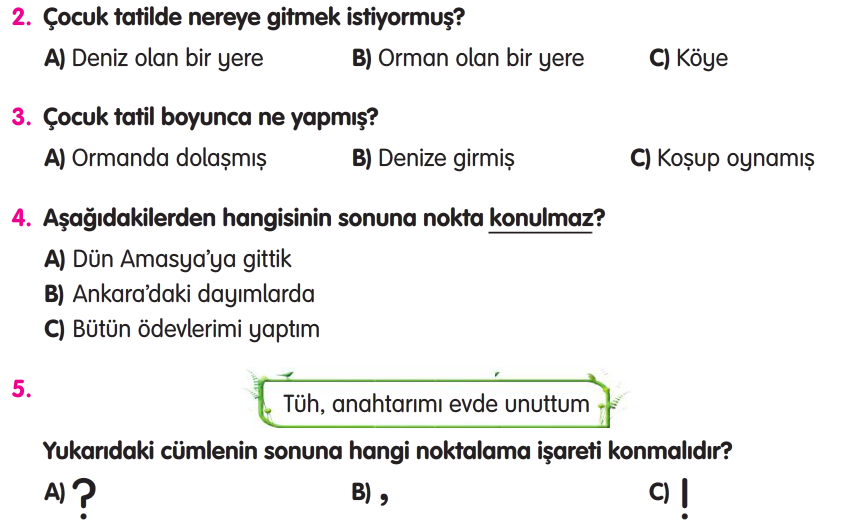 2. Çocuk tatilde nereye gitmek istiyormuş?
A) Deniz olan bir yere B) Orman olan bir yere C) Köye
3. Çocuk tatil boyunca ne yapmış?
A) Ormanda dolaşmış B) Denize girmiş C) Koşup oynamış
4. Aşağıdakilerden hangisinin sonuna nokta konulmaz?
A) Dün Amasya’ya gittik
B) Ankara’daki dayımlarda
C) Bütün ödevlerimi yaptım
5.
Tüh, anahtarımı evde unuttum
Yukarıdaki cümlenin sonuna hangi noktalama işareti konmalıdır?
A) ? B) , C) !